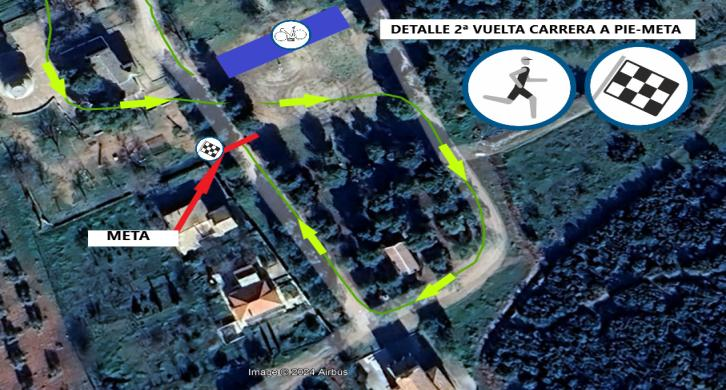 DETALLE 2ª VUELTA CARRERA A PIE-META
META
Image © 2024 Airbus